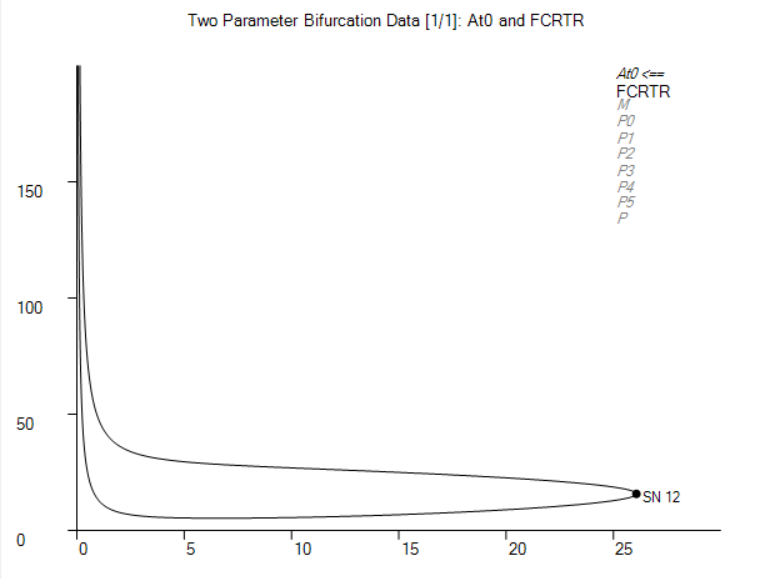 Two Parameter Bifurcation Data [1/1]: At0 and FCRTR
At0 <==
FCRTR
M
P0
P1
P2
P3
P4
P5
P
150
100
50
0
SN 12
0 5 10 15 20 25